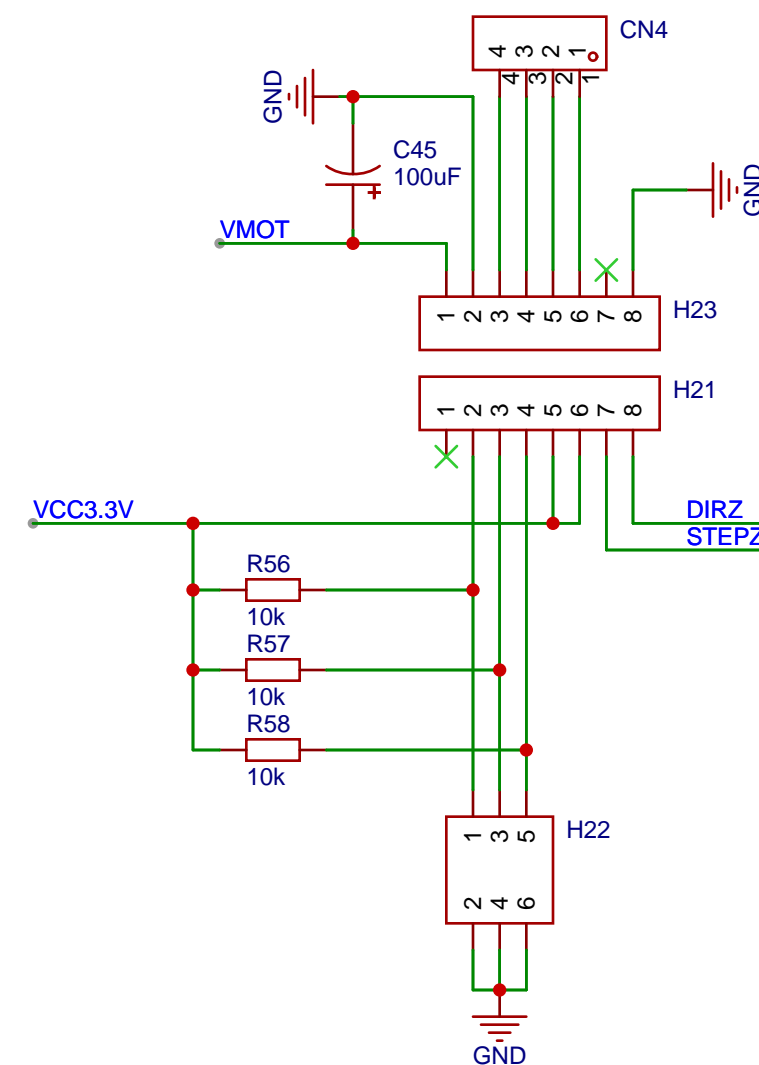 CN4
4 3 2 1
4 3 2 1
GND
C45
100uF
GND
VMOT
1 2 3 4 5 6 7 8
H23
1 2 3 4 5 6 7 8
H21
VCC3.3V
DIRZ
STEPZ
R56
10k
R57
10k
R58
10k
1 3 5
H22
2 4 6
GND